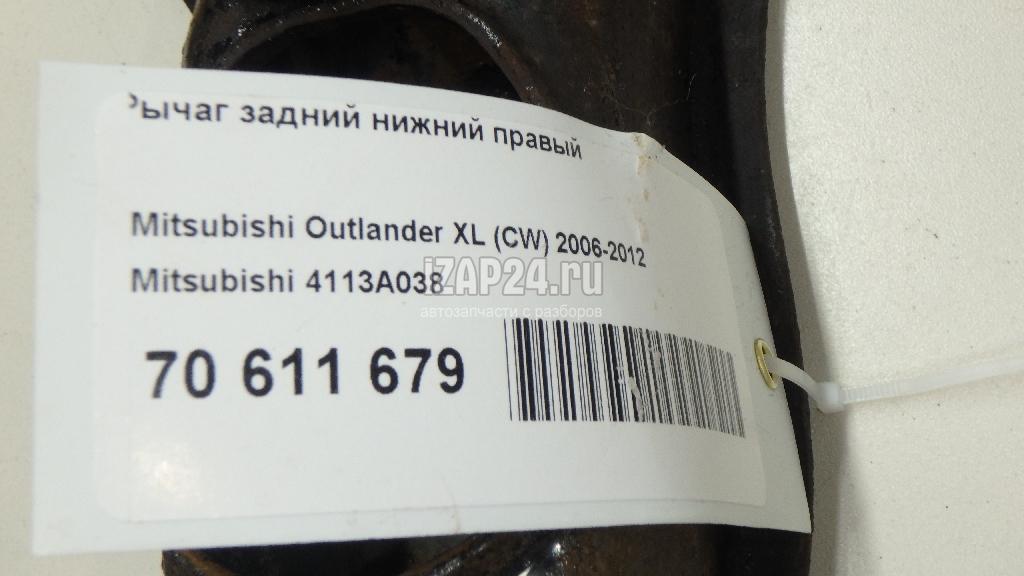 Рычаг задний нижний правый
Mitsubishi Outlander XL (CW) 2006-2012
Mitsubishi 4113A038
iZAP24.ru
автозапчасти с разборов
70 611 679